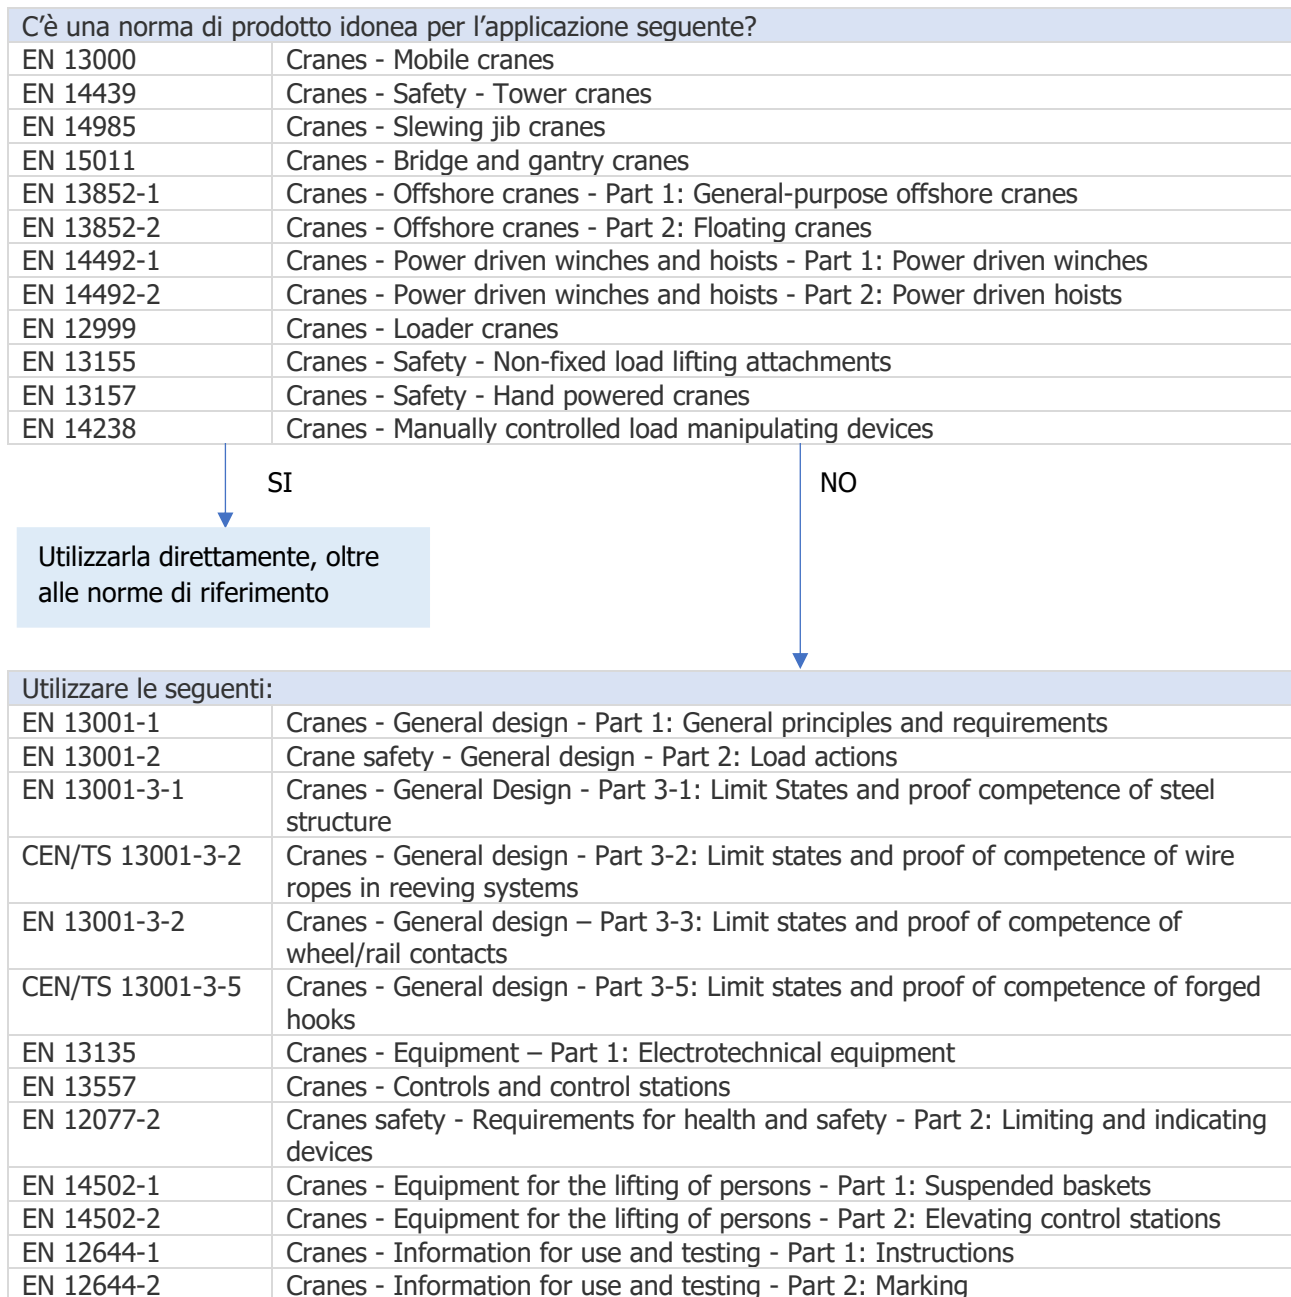 C'è una norma di prodotto idonea per l'applicazione seguente?
EN 13000 Cranes - Mobile cranes
EN 14439 Cranes - Safety - Tower cranes
EN 14985 Cranes - Slewing jib cranes
EN 15011 Cranes - Bridge and gantry cranes
EN 13852-1 Cranes - Offshore cranes - Part 1: General-purpose offshore cranes
EN 13852-2 Cranes - Offshore cranes - Part 2: Floating cranes
EN 14492-1 Cranes - Power driven winches and hoists - Part 1: Power driven winches
EN 14492-2 Cranes - Power driven winches and hoists - Part 2: Power driven hoists
EN 12999 Cranes - Loader cranes
EN 13155 Cranes - Safety - Non-fixed load lifting attachments
EN 13157 Cranes - Safety - Hand powered cranes
EN 14238 Cranes - Manually controlled load manipulating devices
SI NO
Utilizzarla direttamente, oltre
alle norme di riferimento
Utilizzare le seguenti:
EN 13001-1 Cranes - General design - Part 1: General principles and requirements
EN 13001-2 Crane safety - General design - Part 2: Load actions
EN 13001-3-1 Cranes - General Design - Part 3-1: Limit States and proof competence of steel
structure
CEN/TS 13001-3-2 Cranes - General design - Part 3-2: Limit states and proof of competence of wire
ropes in reeving systems
EN 13001-3-2 Cranes - General design – Part 3-3: Limit states and proof of competence of
wheel/rail contacts
CEN/TS 13001-3-5 Cranes - General design - Part 3-5: Limit states and proof of competence of forged
hooks
EN 13135 Cranes - Equipment – Part 1: Electrotechnical equipment
EN 13557 Cranes - Controls and control stations
EN 12077-2 Cranes safety - Requirements for health and safety - Part 2: Limiting and indicating
devices
EN 14502-1 Cranes - Equipment for the lifting of persons - Part 1: Suspended baskets
EN 14502-2 Cranes - Equipment for the lifting of persons - Part 2: Elevating control stations
EN 12644-1 Cranes - Information for use and testing - Part 1: Instructions
EN 12644-2 Cranes - Information for use and testing - Part 2: Marking